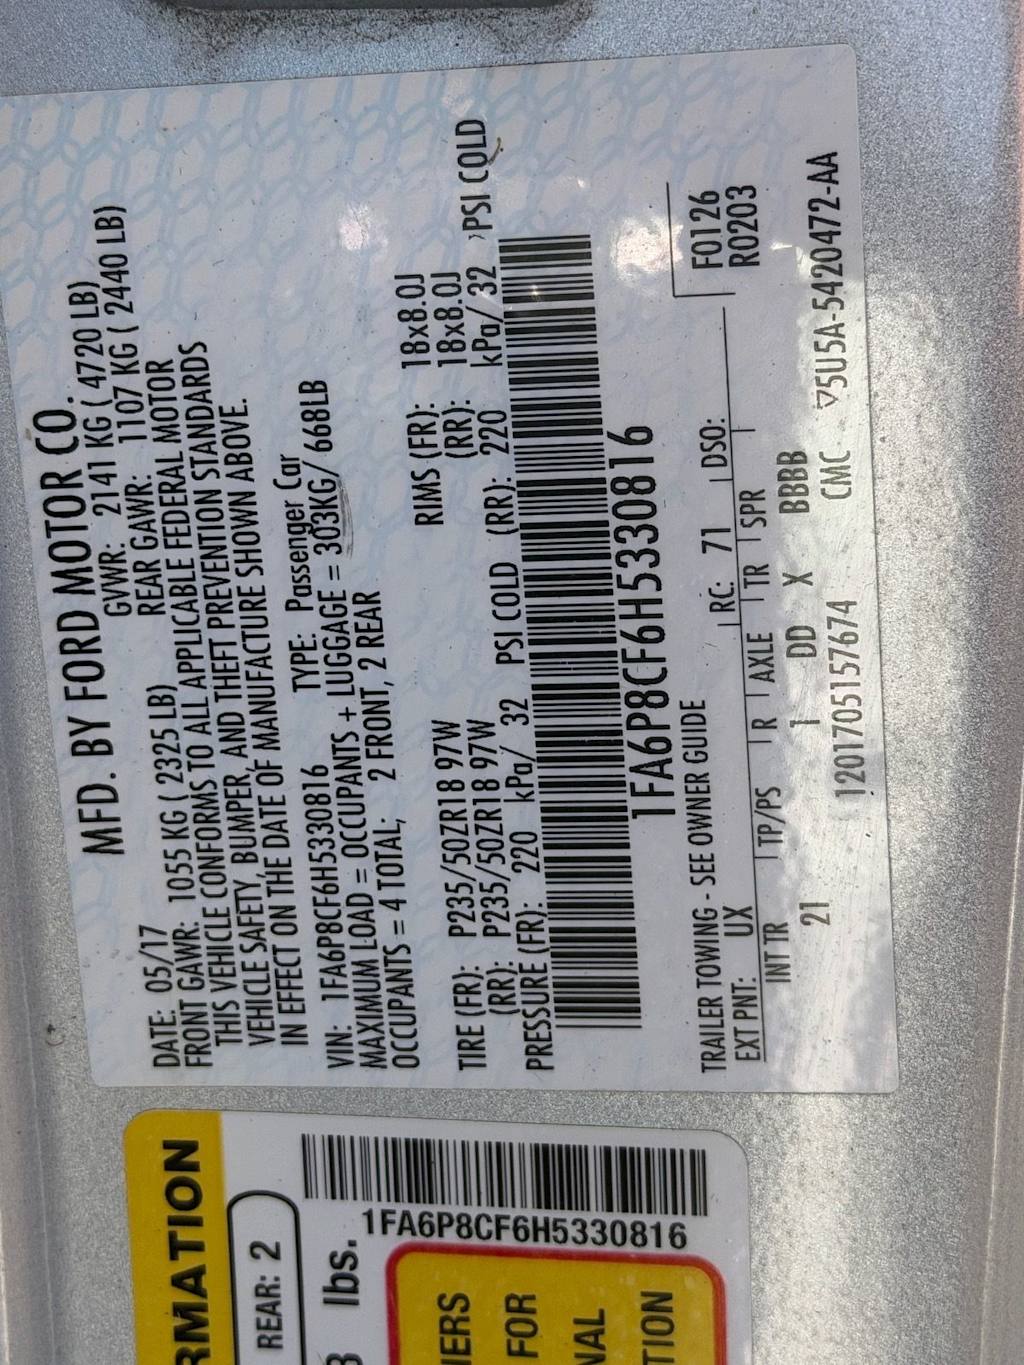 MFD. BY FORD MOTOR CO.
DATE: 05/17 GVWR: 2141 KG ( 4720 LB)
FRONT GAWR: 1055 KG ( 2325 LB) REAR GAWR: 1107 KG ( 2440 LB)
THIS VEHICLE CONFORMS TO ALL APPLICABLE FEDERAL MOTOR
VEHICLE SAFETY, BUMPER, AND THEFT PREVENTION STANDARDS
IN EFFECT ON THE DATE OF MANUFACTURE SHOWN ABOVE.
VIN: 1FA6P8CF6H5330816 TYPE: Passenger Car
MAXIMUM LOAD = OCCUPANTS + LUGGAGE = 303KG/ 668LB
OCCUPANTS = 4 TOTAL; 2 FRONT, 2 REAR
TIRE (FR): P235/50ZR18 97W RIMS (FR): 18x8.0J
(RR): P235/50ZR18 97W (RR): 18x8.0J
PRESSURE (FR): 220 kPa/ 32 PSI COLD (RR): 220 kPa/ 32 PSI COLD
1FA6P8CF6H5330816
TRAILER TOWING - SEE OWNER GUIDE F0126
EXT PNT: UX RC: 71 DSO: R0203
INT TR TP/PS R AXLE TR SPR
21 1 DD X BBBB
1201705157674 CMC ▽5U5A-5420472-AA
RMATION
REAR: 2
lbs.
1FA6P8CF6H5330816
IERS
FOR
NAL
TION